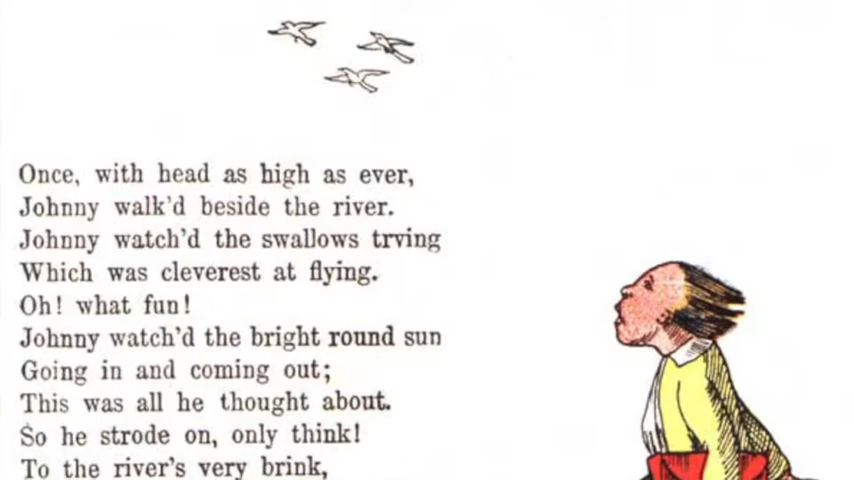 Once, with head as high as ever,
Johnny walk'd beside the river.
Johnny watch'd the swallows trving
Which was cleverest at flying.
Oh! what fun!
Johnny watch'd the bright round sun
Going in and coming out;
This was all he thought about.
So he strode on, only think!
To the river's very brink,